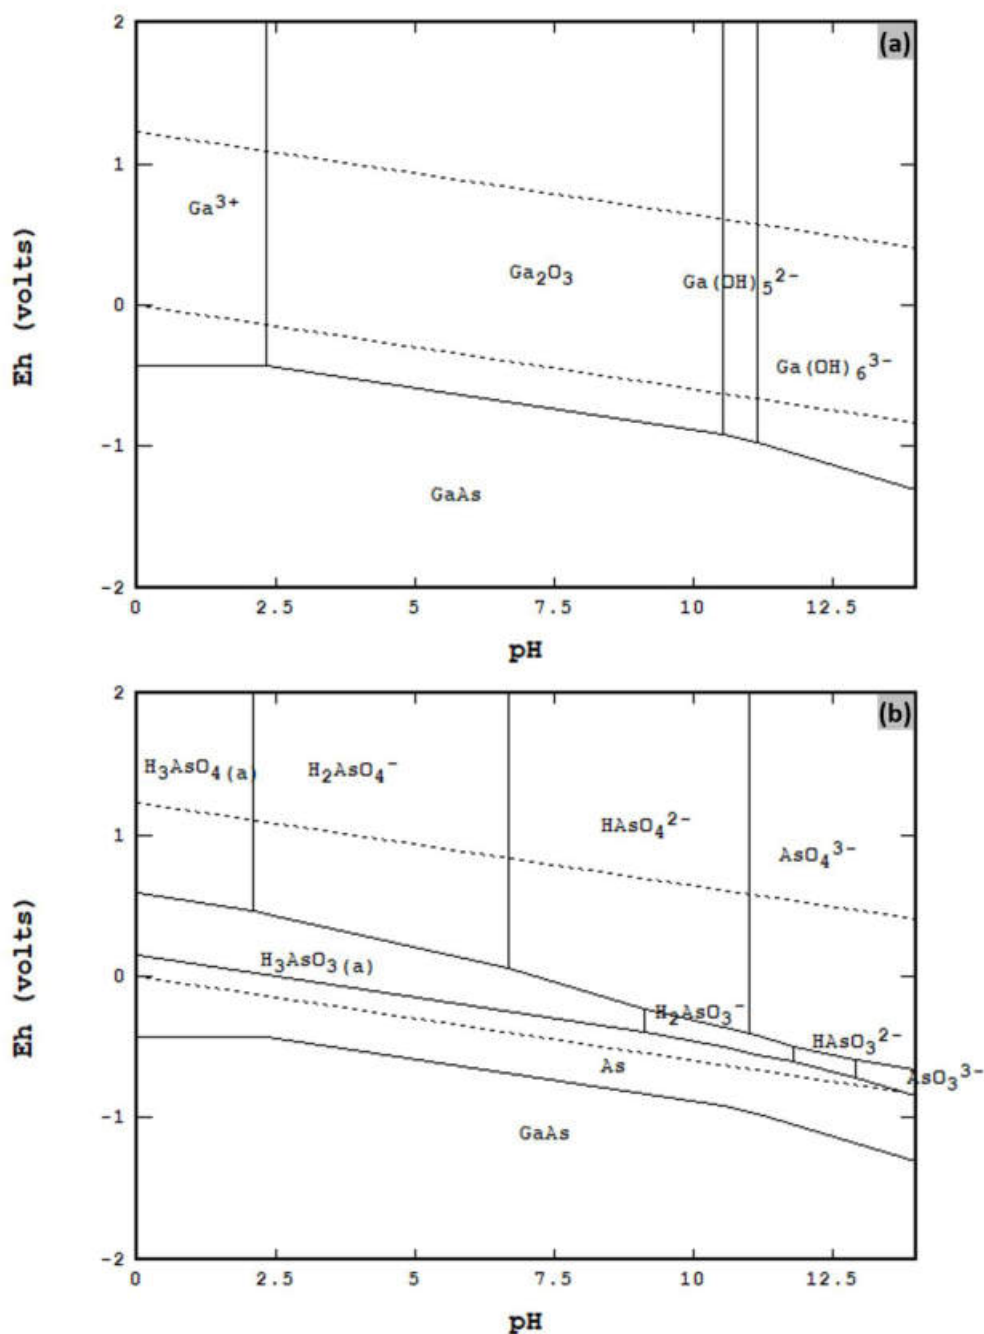 2
(a)
1
Ga³⁺
Ga₂O₃
Ga(OH)₅²⁻
0
Ga(OH)₆³⁻
Eh (volts)
-1
GaAs
-2
0 2.5 5 7.5 10 12.5
pH
2
(b)
H₃AsO₄(a)
H₂AsO₄⁻
1
HAsO₄²⁻
AsO₄³⁻
H₃AsO₃(a)
0
H₂AsO₃⁻
HAsO₃²⁻
Eh (volts)
As
AsO₃³⁻
-1
GaAs
-2
0 2.5 5 7.5 10 12.5
pH